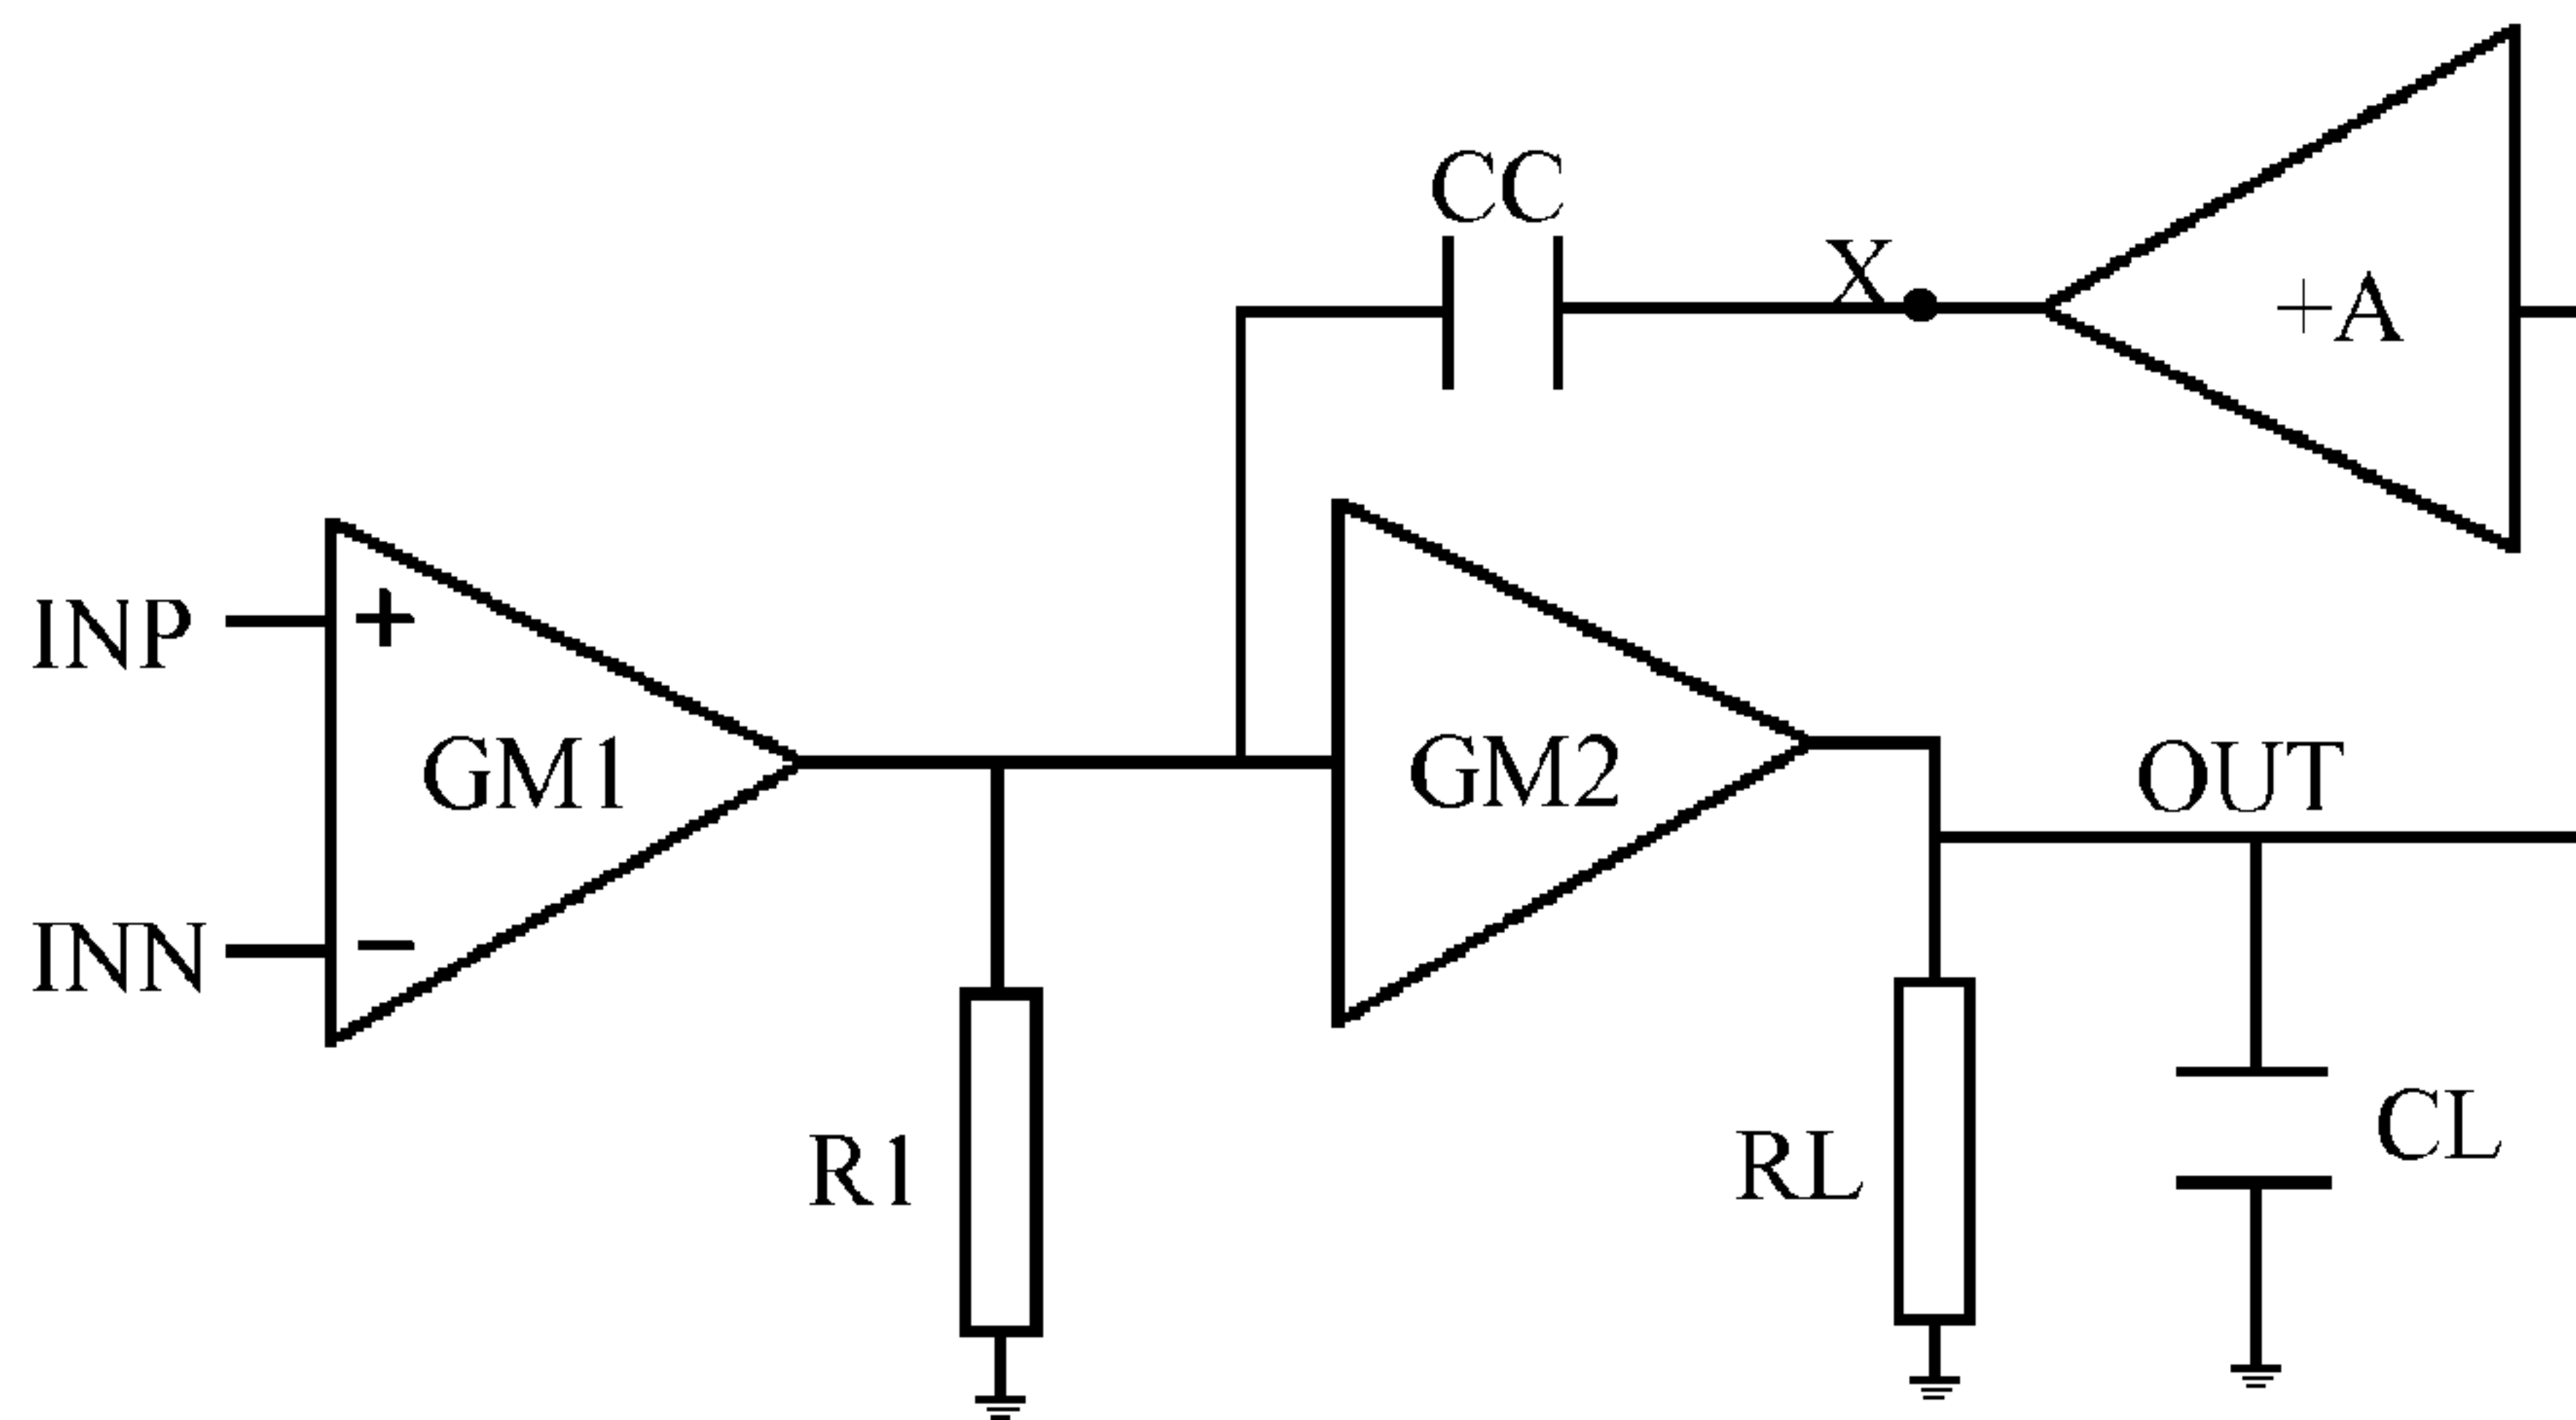 CC
X
+A
INP
+
GM1
GM2
OUT
INN
−
R1
RL
CL